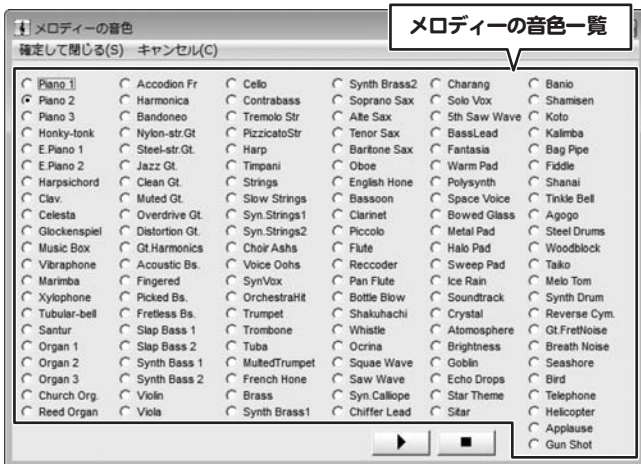 メロディーの音色
メロディーの音色一覧
確定して閉じる(S) キャンセル(C)
Piano 1 Accodion Fr Cello Synth Brass2 Charang Banio
Piano 2 Harmonica Contrabass Soprano Sax Solo Vox Shamisen
Piano 3 Bandoneo Tremolo Str Alte Sax 5th Saw Wave Koto
Honky-tonk Nylon-str.Gt PizzicatoStr Tenor Sax BassLead Kalimba
E.Piano 1 Steel-str.Gt. Harp Baritone Sax Fantasia Bag Pipe
E.Piano 2 Jazz Gt. Timpani Oboe Warm Pad Fiddle
Harpsichord Clean Gt. Strings English Hone Polysynth Shanai
Clav. Muted Gt. Slow Strings Bassoon Space Voice Tinkle Bell
Celesta Overdrive Gt. Syn.Strings1 Clarinet Bowed Glass Agogo
Glockenspiel Distortion Gt. Syn.Strings2 Piccolo Metal Pad Steel Drums
Music Box Gt.Harmonics Choir Ashs Flute Halo Pad Woodblock
Vibraphone Acoustic Bs. Voice Oohs Reccoder Sweep Pad Taiko
Marimba Fingered SynVox Pan Flute Ice Rain Melo Tom
Xylophone Picked Bs. OrchestraHit Bottle Blow Soundtrack Synth Drum
Tubular-bell Fretless Bs. Trumpet Shakuhachi Crystal Reverse Cym.
Santur Slap Bass 1 Trombone Whistle Atomosphere Gt.FretNoise
Organ 1 Slap Bass 2 Tuba Ocrina Brightness Breath Noise
Organ 2 Synth Bass 1 MultedTrumpet Squae Wave Goblin Seashore
Organ 3 Synth Bass 2 French Hone Saw Wave Echo Drops Bird
Church Org. Violin Brass Syn.Calliope Star Theme Telephone
Reed Organ Viola Synth Brass1 Chiffer Lead Sitar Helicopter
Applause
Gun Shot